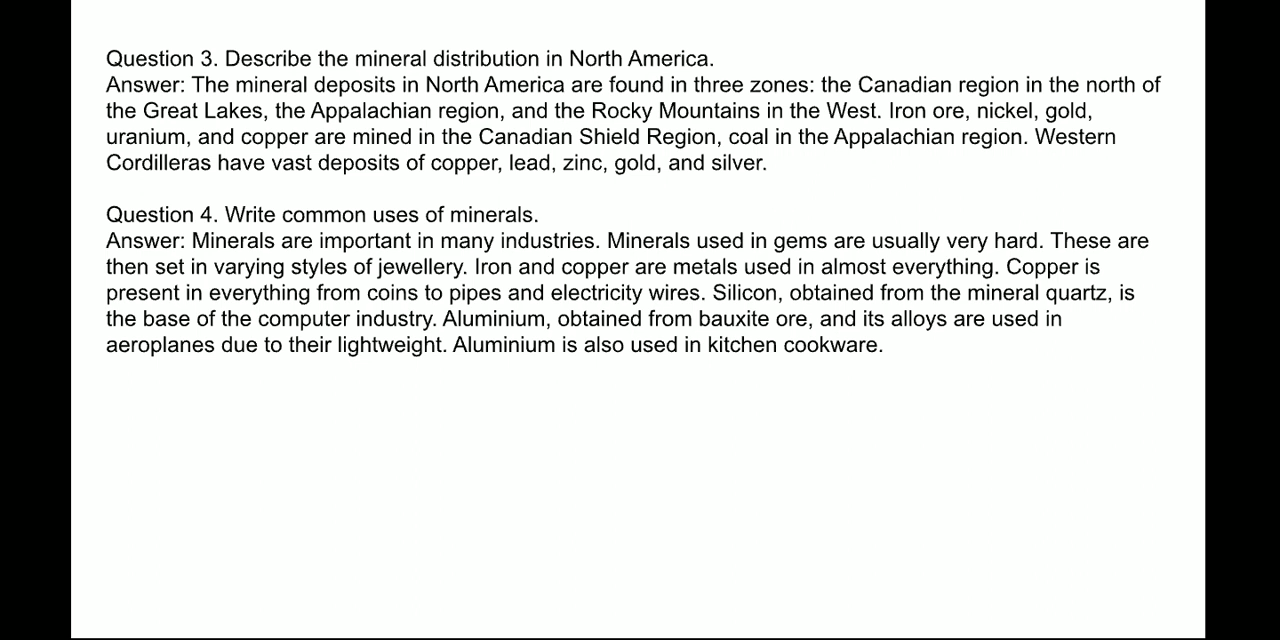 Question 3. Describe the mineral distribution in North America.
Answer: The mineral deposits in North America are found in three zones: the Canadian region in the north of
the Great Lakes, the Appalachian region, and the Rocky Mountains in the West. Iron ore, nickel, gold,
uranium, and copper are mined in the Canadian Shield Region, coal in the Appalachian region. Western
Cordilleras have vast deposits of copper, lead, zinc, gold, and silver.
Question 4. Write common uses of minerals.
Answer: Minerals are important in many industries. Minerals used in gems are usually very hard. These are
then set in varying styles of jewellery. Iron and copper are metals used in almost everything. Copper is
present in everything from coins to pipes and electricity wires. Silicon, obtained from the mineral quartz, is
the base of the computer industry. Aluminium, obtained from bauxite ore, and its alloys are used in
aeroplanes due to their lightweight. Aluminium is also used in kitchen cookware.